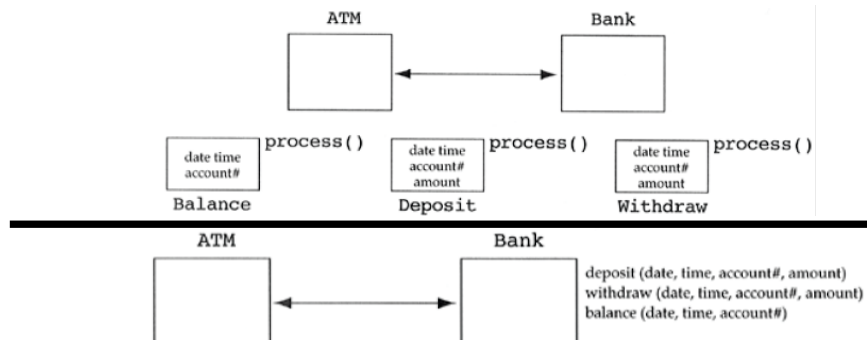 ATM Bank
process() process() process()
date time date time date time
account# account# account#
amount amount
Balance Deposit Withdraw
ATM Bank
deposit (date, time, account#, amount)
withdraw (date, time, account#, amount)
balance (date, time, account#)